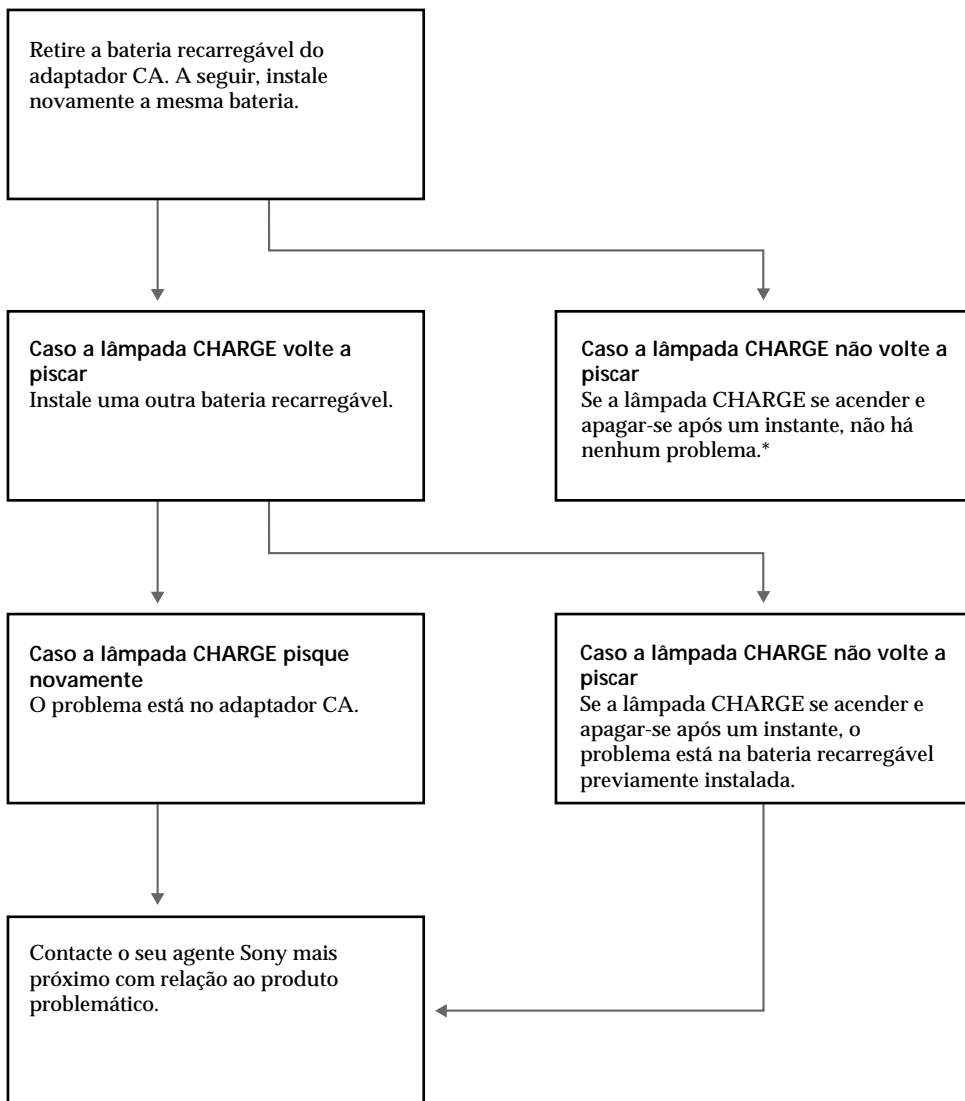 Retire a bateria recarregável do
adaptador CA. A seguir, instale
novamente a mesma bateria.
Caso a lâmpada CHARGE volte a
piscar
Instale uma outra bateria recarregável.
Caso a lâmpada CHARGE não volte a
piscar
Se a lâmpada CHARGE se acender e
apagar-se após um instante, não há
nenhum problema.*
Caso a lâmpada CHARGE pisque
novamente
O problema está no adaptador CA.
Caso a lâmpada CHARGE não volte a
piscar
Se a lâmpada CHARGE se acender e
apagar-se após um instante, o
problema está na bateria recarregável
previamente instalada.
Contacte o seu agente Sony mais
próximo com relação ao produto
problemático.